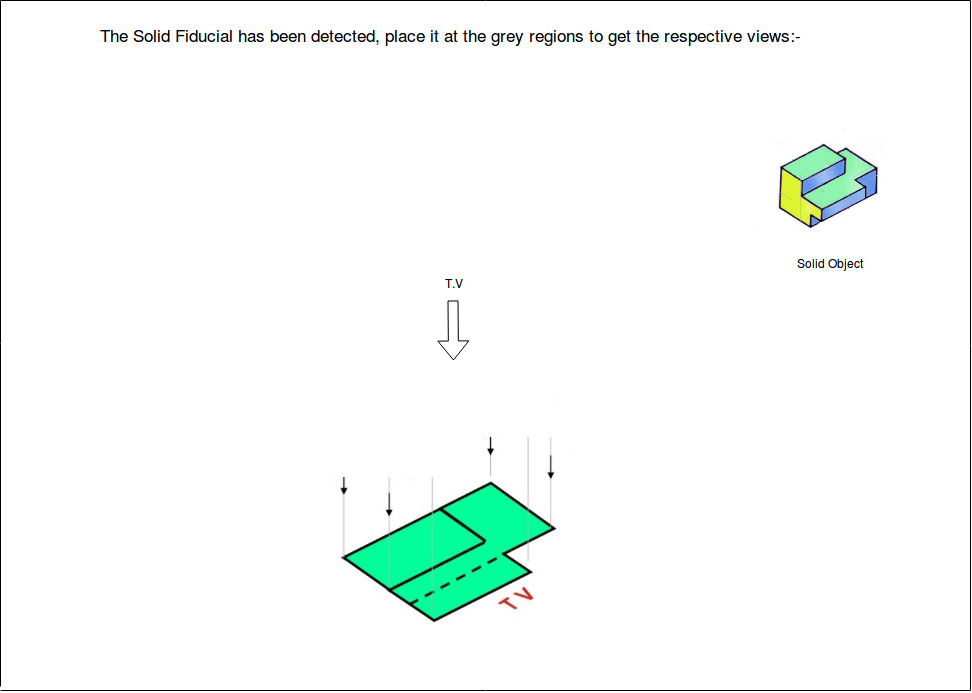 The Solid Fiducial has been detected, place it at the grey regions to get the respective views:-
Solid Object
T.V
TV